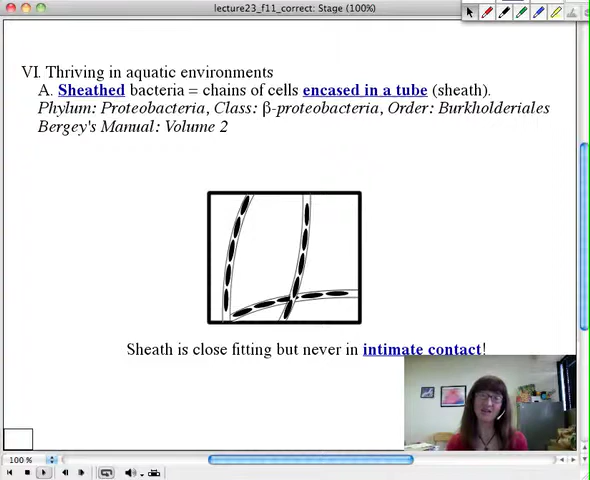 lecture23_f11_correct: Stage (100%)
VI. Thriving in aquatic environments
A. Sheathed bacteria = chains of cells encased in a tube (sheath).
Phylum: Proteobacteria, Class: β-proteobacteria, Order: Burkholderiales
Bergey's Manual: Volume 2
Sheath is close fitting but never in intimate contact!
100 %